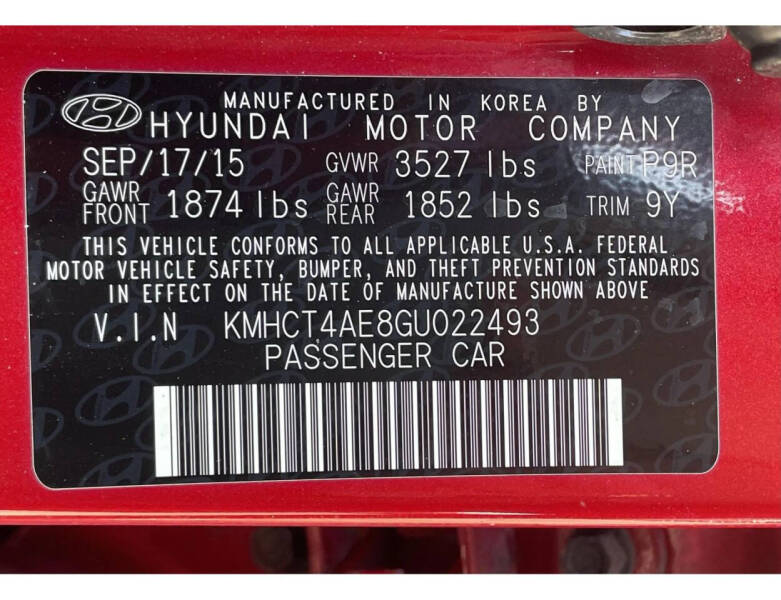 MANUFACTURED IN KOREA BY
HYUNDAI MOTOR COMPANY
SEP/17/15 GVWR 3527 lbs PAINT P9R
GAWR FRONT 1874 lbs GAWR REAR 1852 lbs TRIM 9Y
THIS VEHICLE CONFORMS TO ALL APPLICABLE U.S.A. FEDERAL
MOTOR VEHICLE SAFETY, BUMPER, AND THEFT PREVENTION STANDARDS
IN EFFECT ON THE DATE OF MANUFACTURE SHOWN ABOVE
V.I.N KMHCT4AE8GU022493
PASSENGER CAR